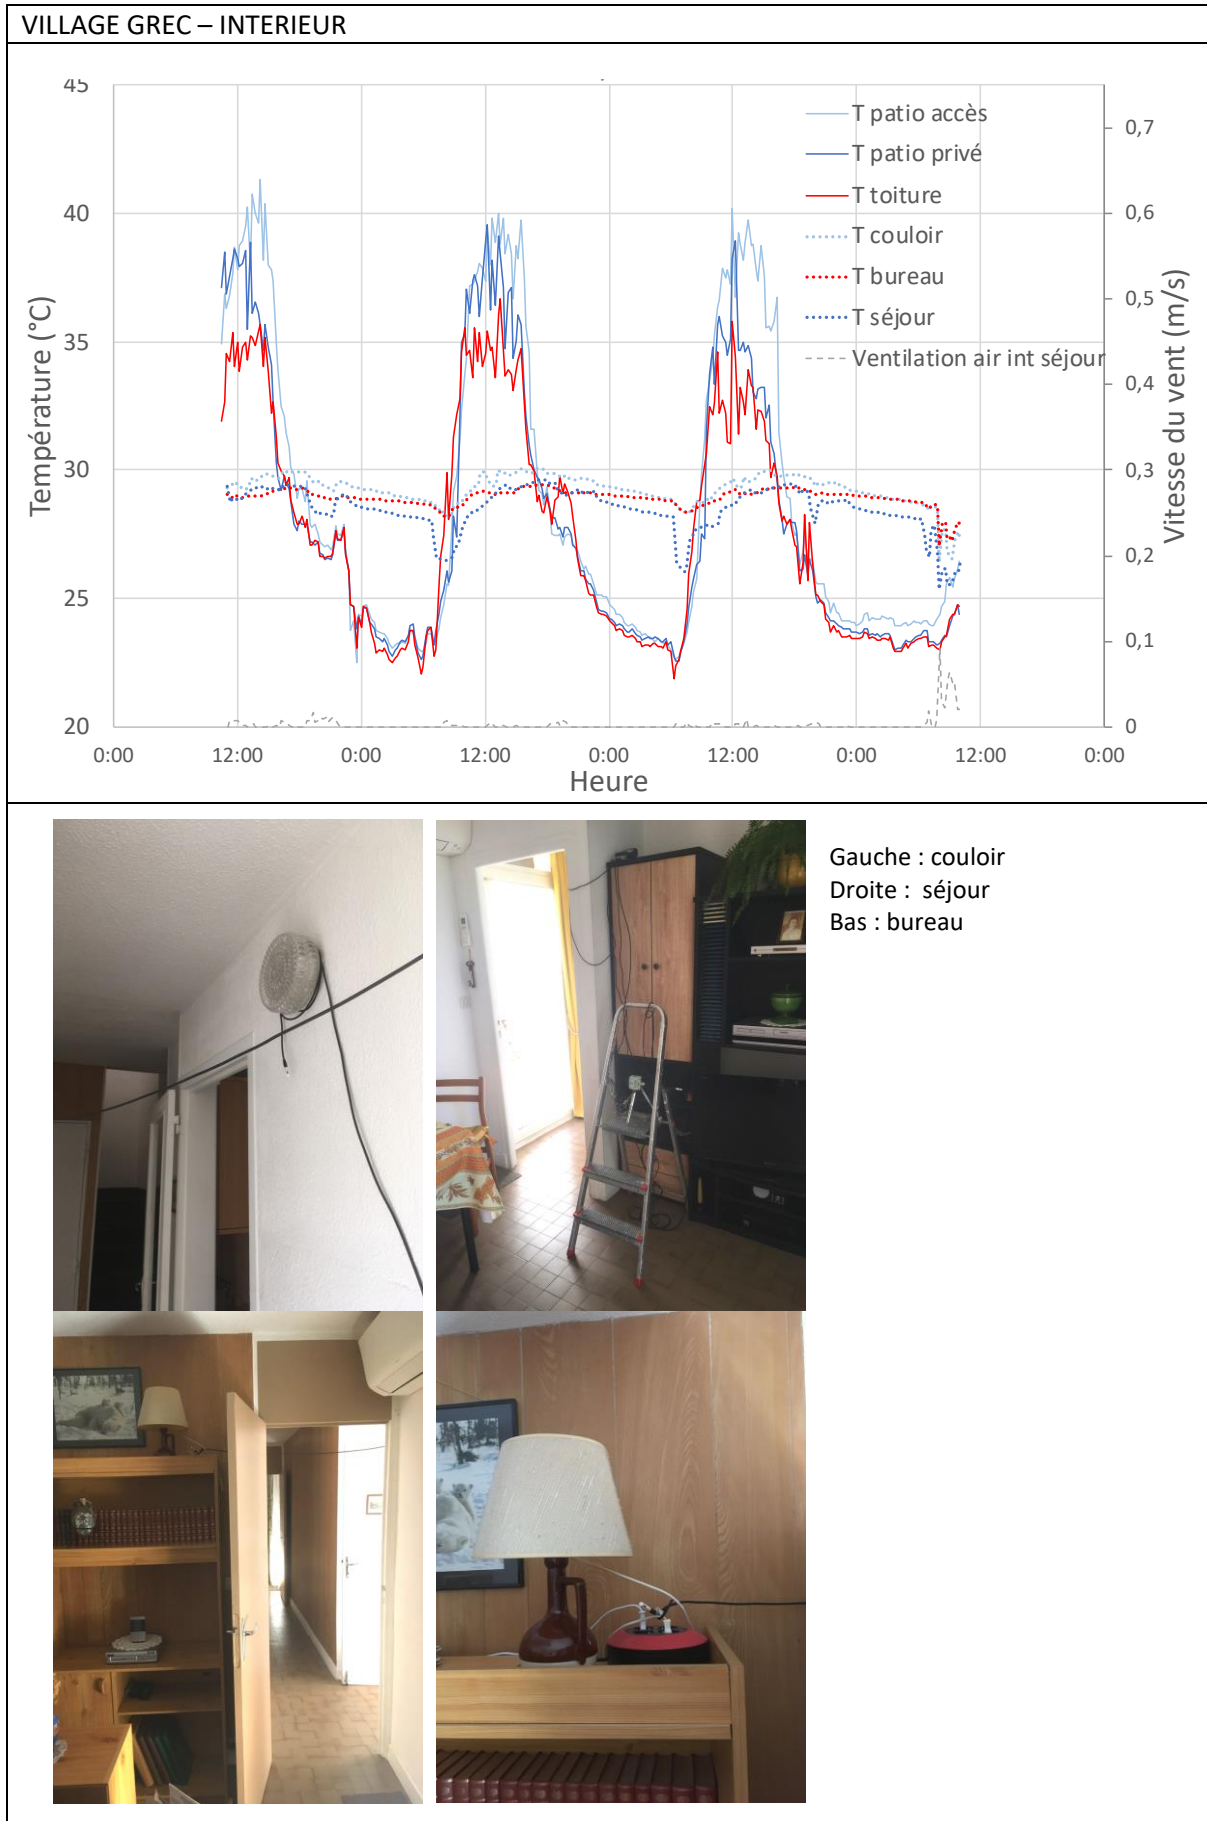 VILLAGE GREC – INTERIEUR
45
40
35
30
25
20
Température (°C)
T patio accès
T patio privé
T toiture
T couloir
T bureau
T séjour
Ventilation air int séjour
0,7
0,6
0,5
0,4
0,3
0,2
0,1
0
Vitesse du vent (m/s)
0:00 12:00 0:00 12:00 0:00 12:00 0:00 12:00 0:00
Heure
Gauche : couloir
Droite : séjour
Bas : bureau